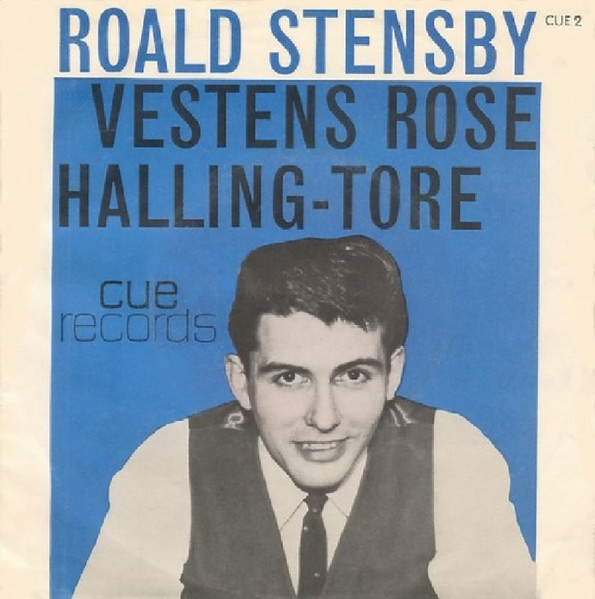 ROALD STENSBY
CUE 2
VESTENS ROSE
HALLING-TORE
cue
records